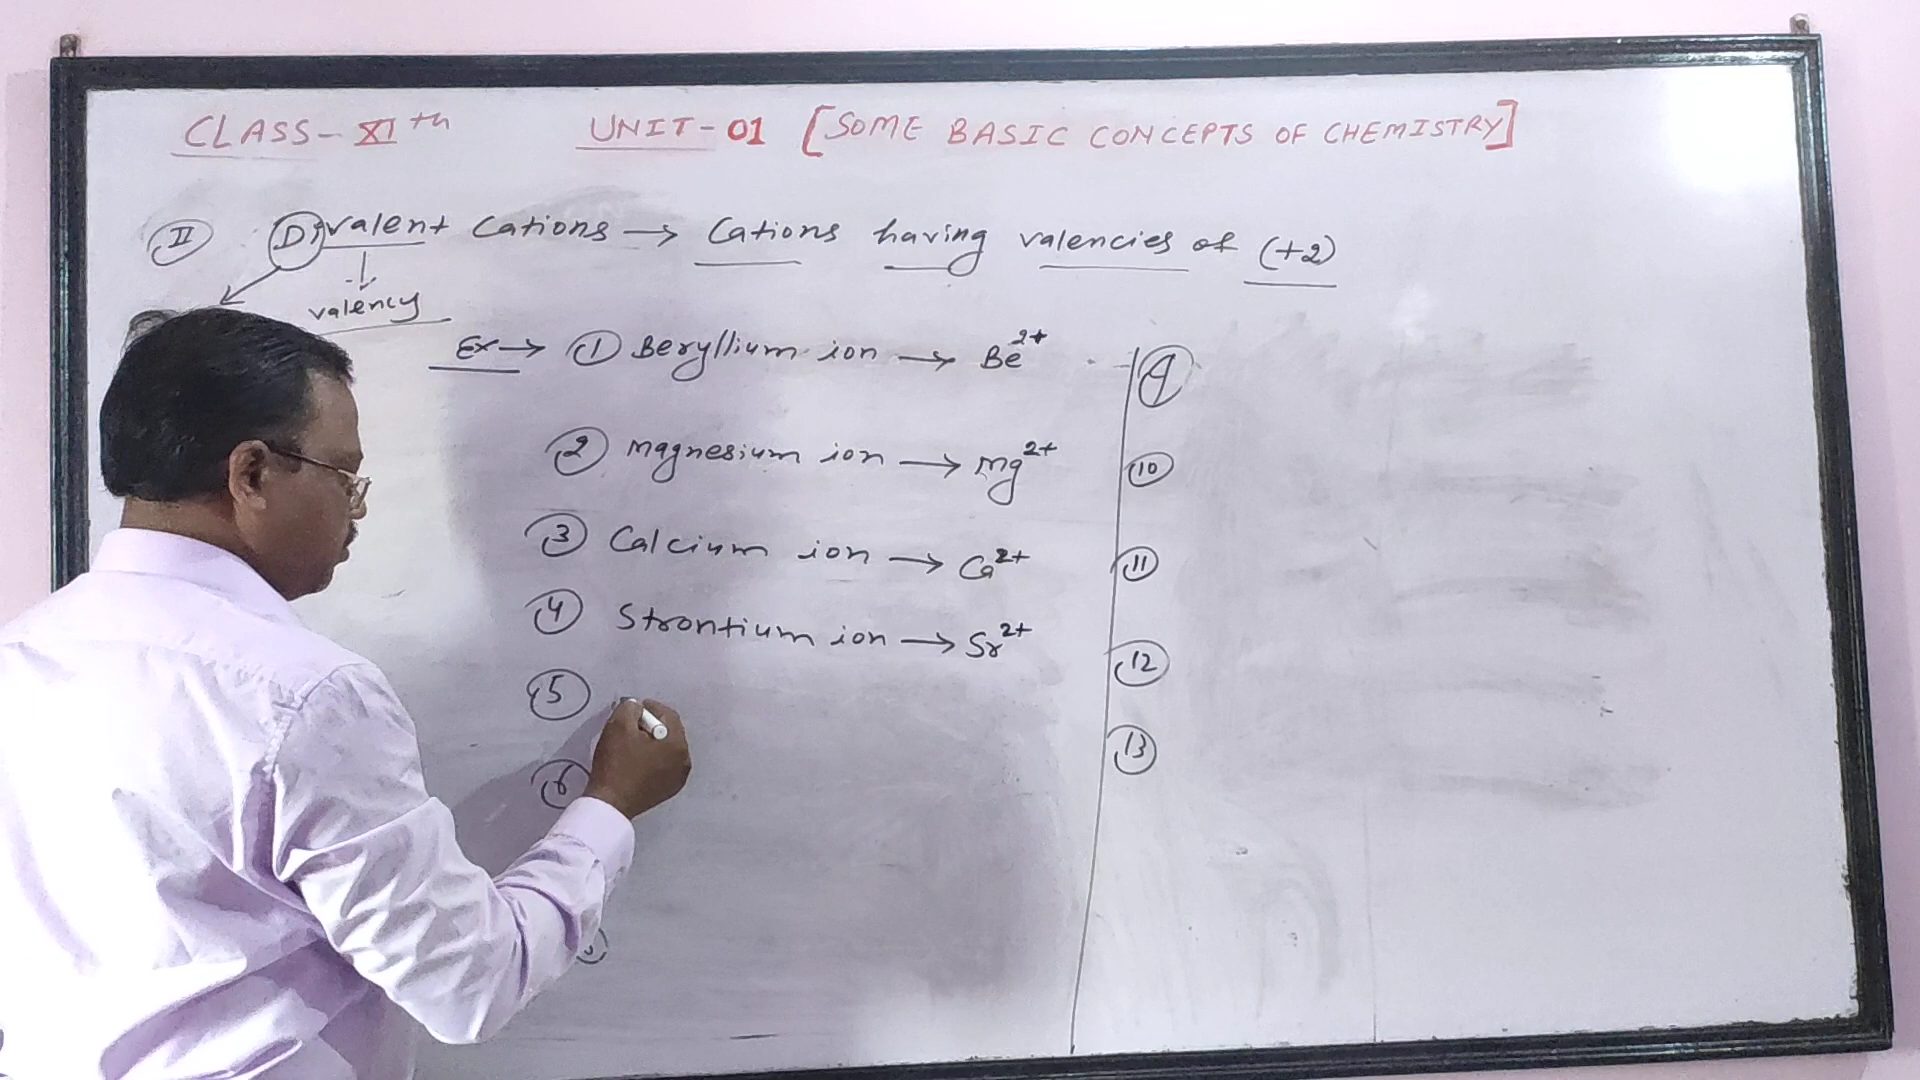 CLASS-XIth UNIT-01 [SOME BASIC CONCEPTS OF CHEMISTRY]
II Divalent Cations → Cations having valencies of (+2)
valency
Ex → 1 Beryllium ion → Be2+
2 Magnesium ion → Mg2+
3 Calcium ion → Ca2+
4 Strontium ion → Sr2+
5
6
9
10
11
12
13